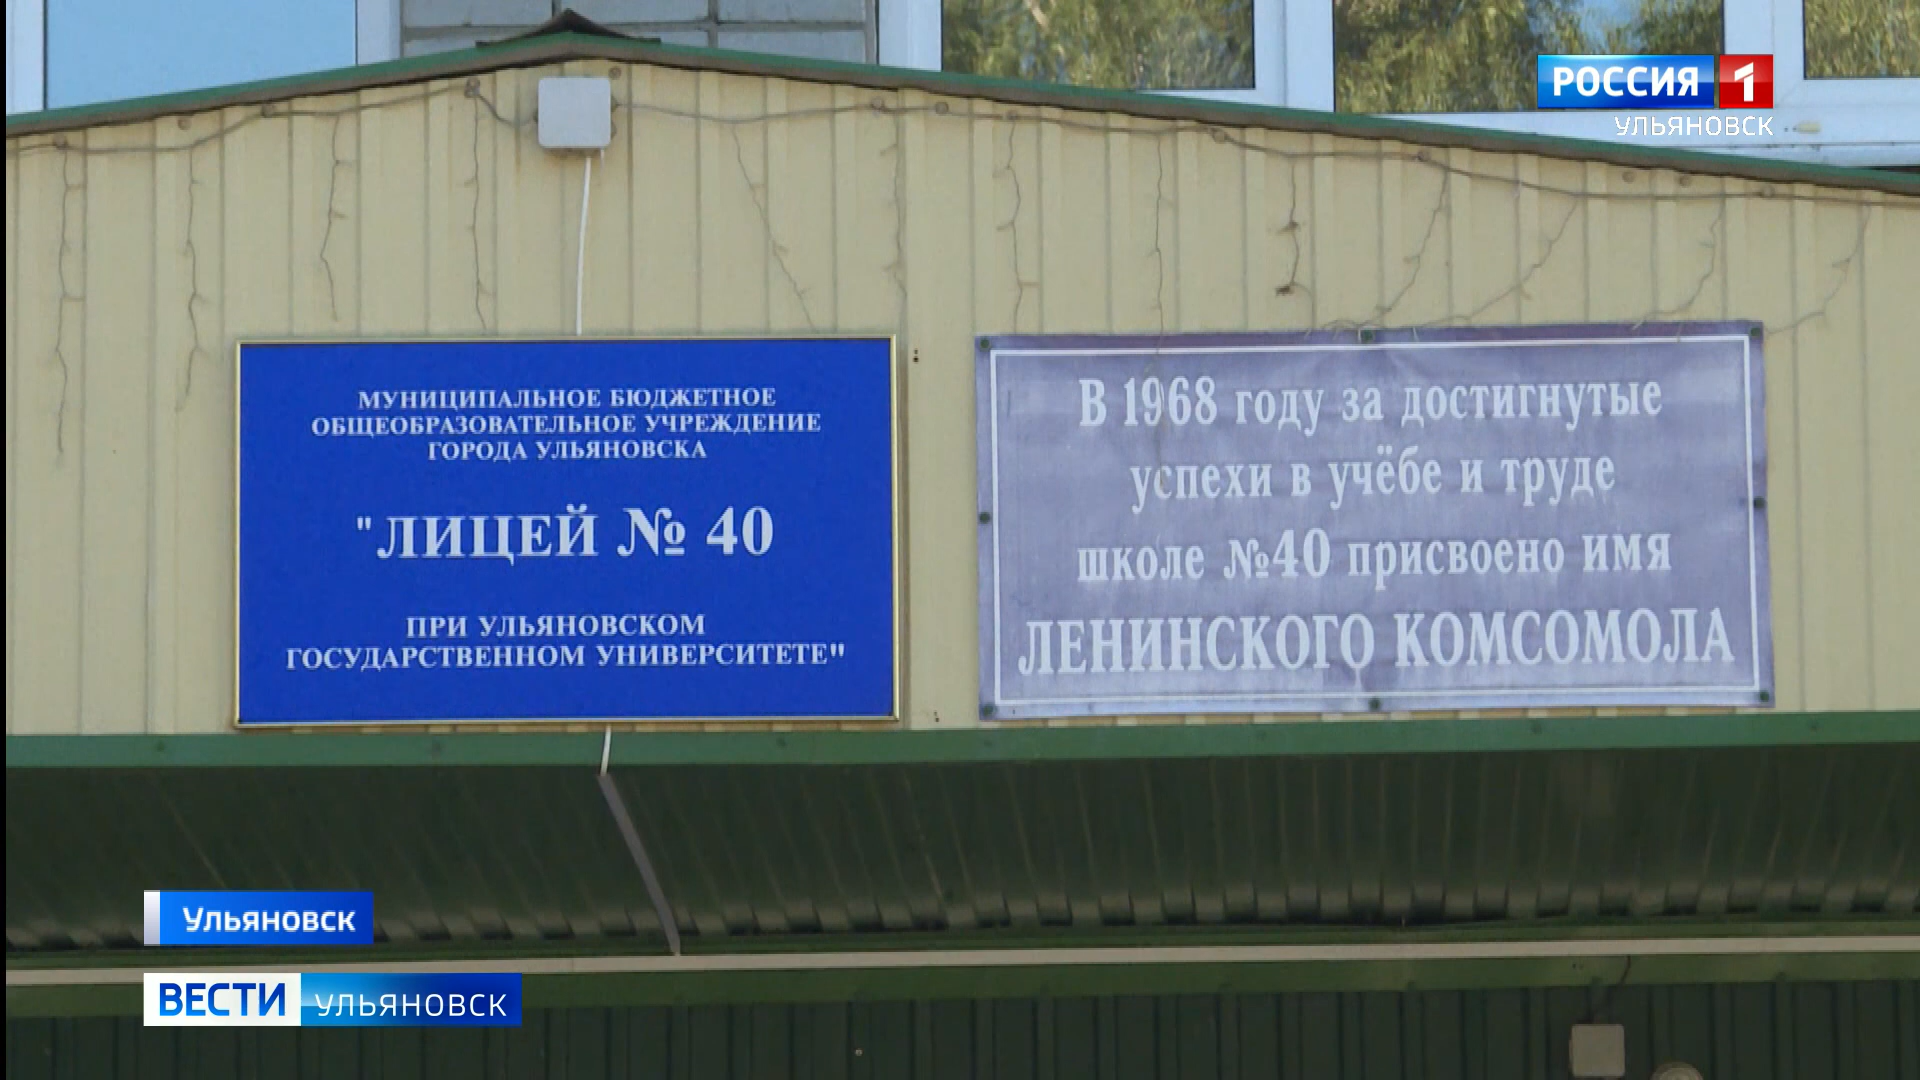 РОССИЯ 1
УЛЬЯНОВСК
МУНИЦИПАЛЬНОЕ БЮДЖЕТНОЕ
ОБЩЕОБРАЗОВАТЕЛЬНОЕ УЧРЕЖДЕНИЕ
ГОРОДА УЛЬЯНОВСКА
"ЛИЦЕЙ № 40
ПРИ УЛЬЯНОВСКОМ
ГОСУДАРСТВЕННОМ УНИВЕРСИТЕТЕ"
В 1968 году за достигнутые
успехи в учёбе и труде
школе №40 присвоено имя
ЛЕНИНСКОГО КОМСОМОЛА
Ульяновск
ВЕСТИ УЛЬЯНОВСК